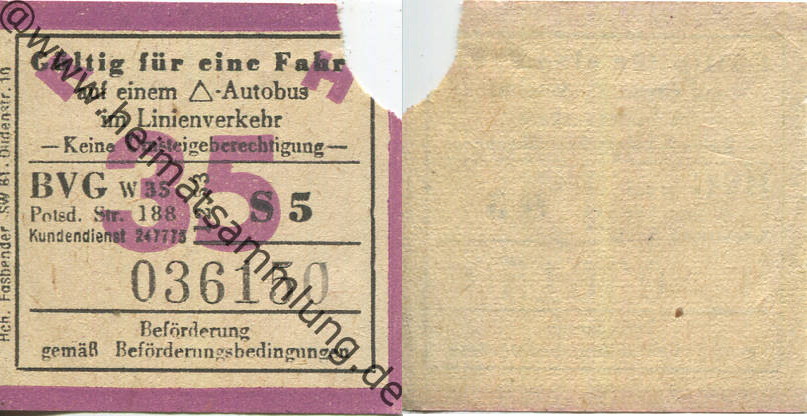 Gültig für eine Fahr
auf einem △-Autobus
im Linienverkehr
—Keine Umsteigeberechtigung—
35
H
BVG W 35
Potsd. Str. 188
Kundendienst 247775
S 5
036150
Beförderung
gemäß Beförderungsbedingungen
Hch. Fasbender, SW 61, Dudenstr. 10
@www.heimatsammlung.de